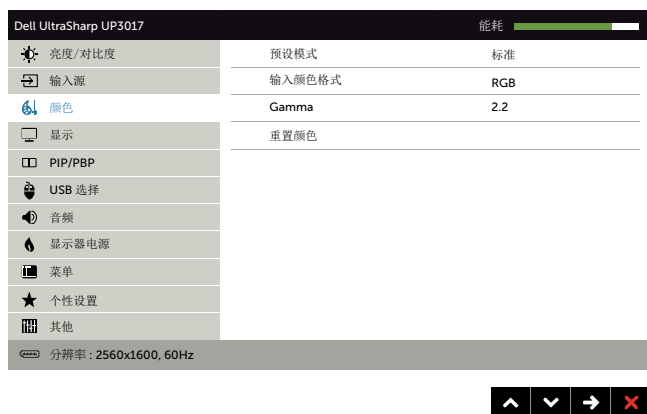 Dell UltraSharp UP3017 能耗
亮度/对比度 预设模式 标准
输入源 输入颜色格式 RGB
颜色 Gamma 2.2
显示 重置颜色
PIP/PBP
USB 选择
音频
显示器电源
菜单
个性设置
其他
分辨率 : 2560x1600, 60Hz